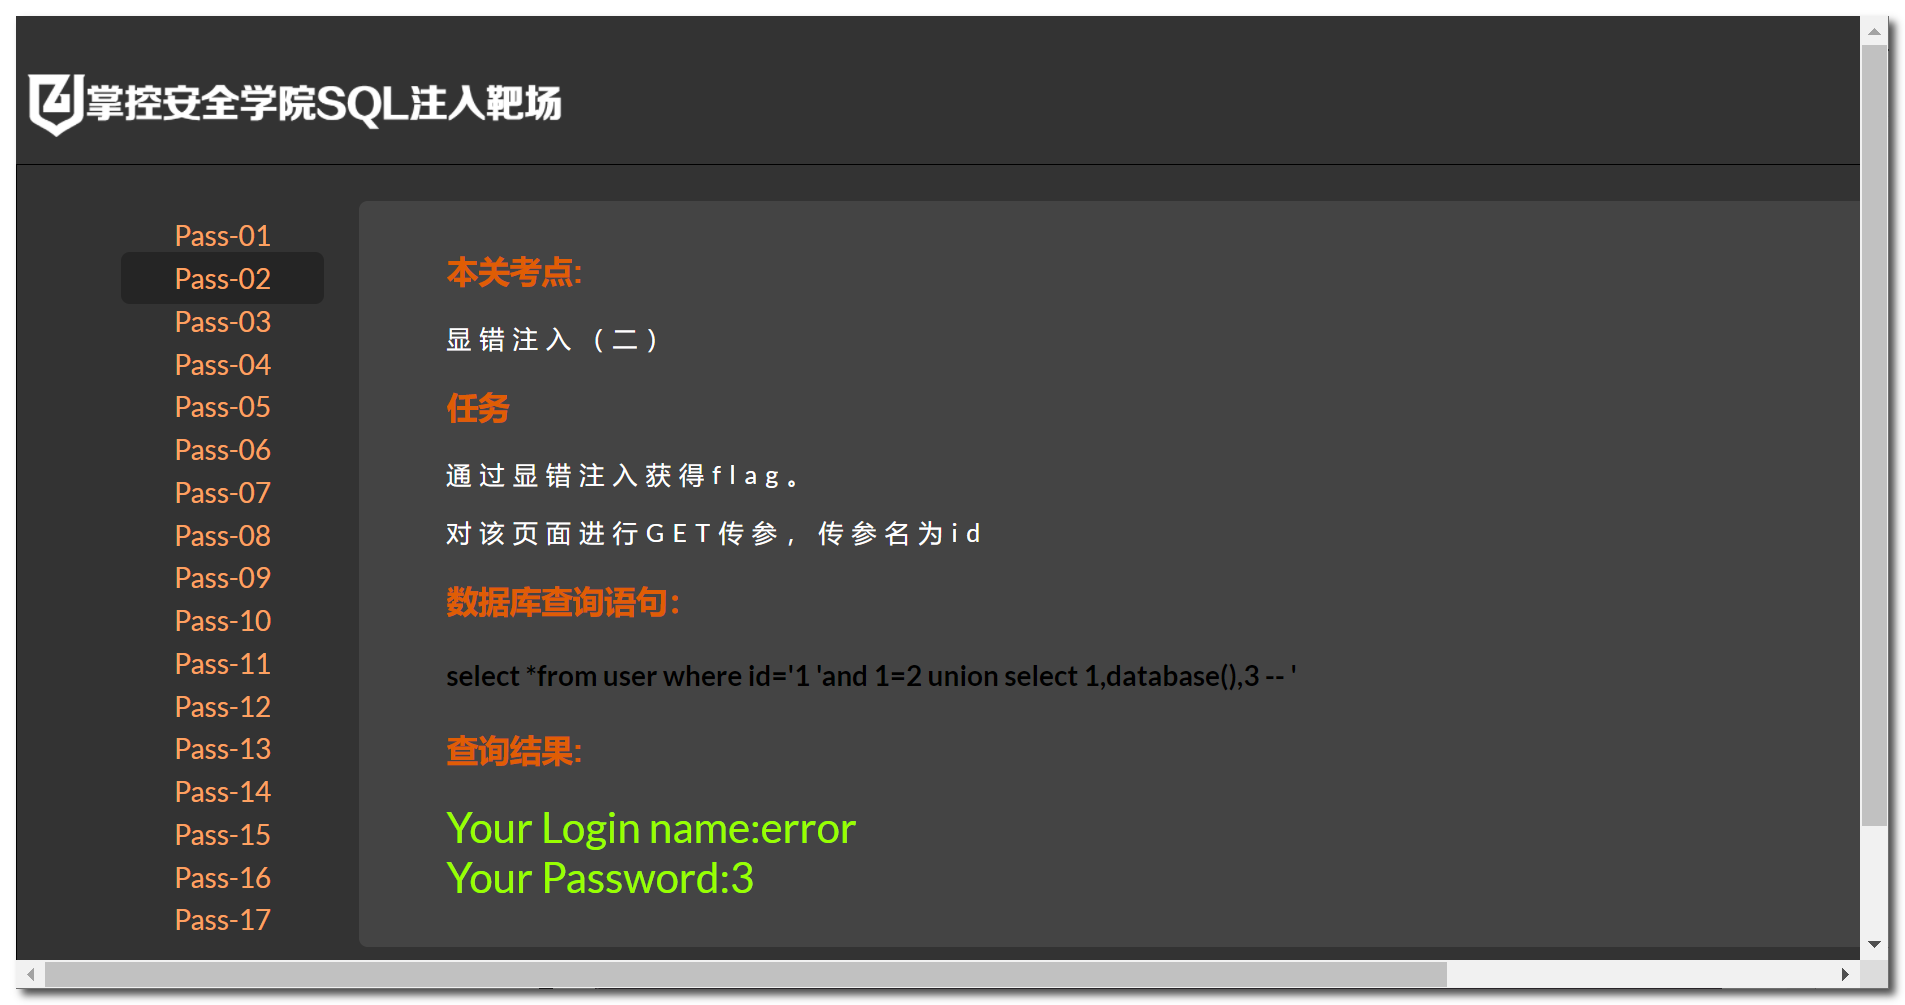 掌控安全学院SQL注入靶场
Pass-01
Pass-02
Pass-03
Pass-04
Pass-05
Pass-06
Pass-07
Pass-08
Pass-09
Pass-10
Pass-11
Pass-12
Pass-13
Pass-14
Pass-15
Pass-16
Pass-17
本关考点:
显错注入（二）
任务
通过显错注入获得flag。
对该页面进行GET传参，传参名为id
数据库查询语句：
select *from user where id='1 'and 1=2 union select 1,database(),3 -- '
查询结果:
Your Login name:error
Your Password:3